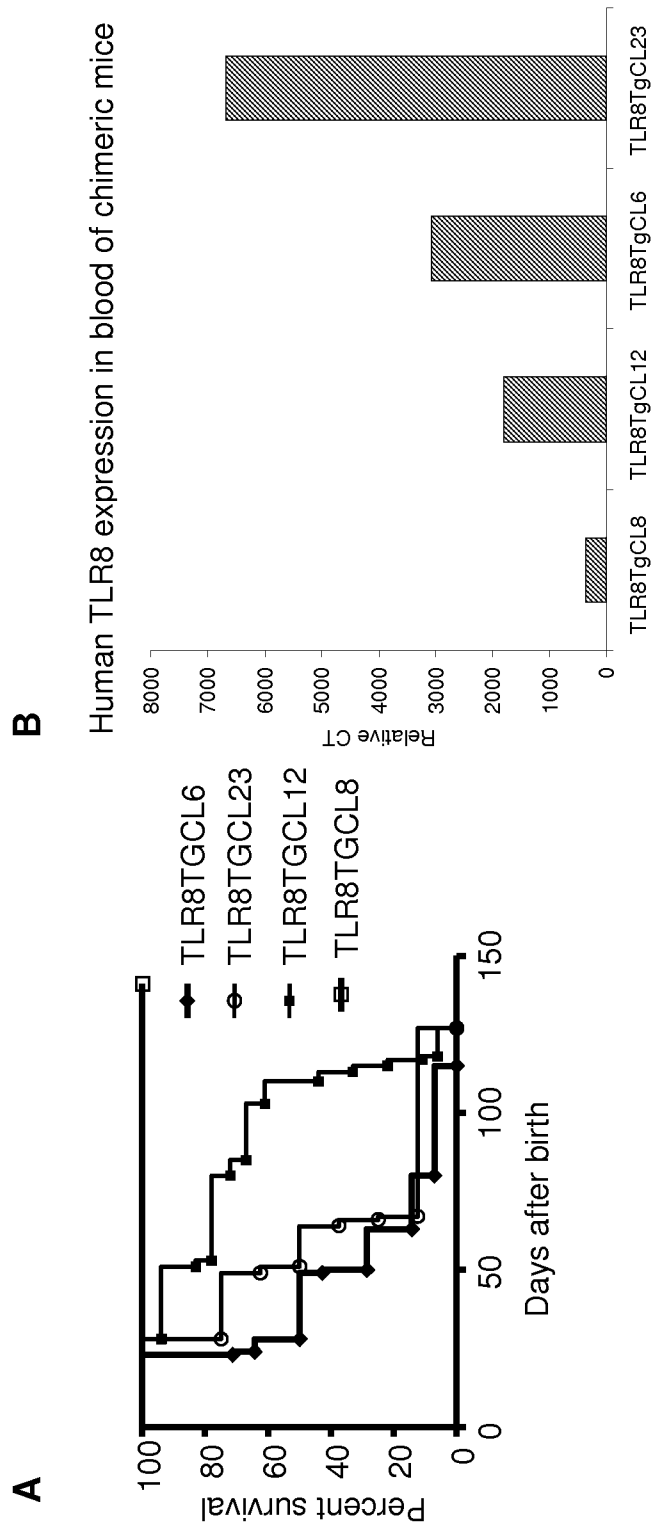 A
Percent survival
100
80
60
40
20
0
0
50
100
150
Days after birth
TLR8TGCL6
TLR8TGCL23
TLR8TGCL12
TLR8TGCL8
B
Human TLR8 expression in blood of chimeric mice
Relative CT
8000
7000
6000
5000
4000
3000
2000
1000
0
TLR8TgCL8
TLR8TgCL12
TLR8TgCL6
TLR8TgCL23